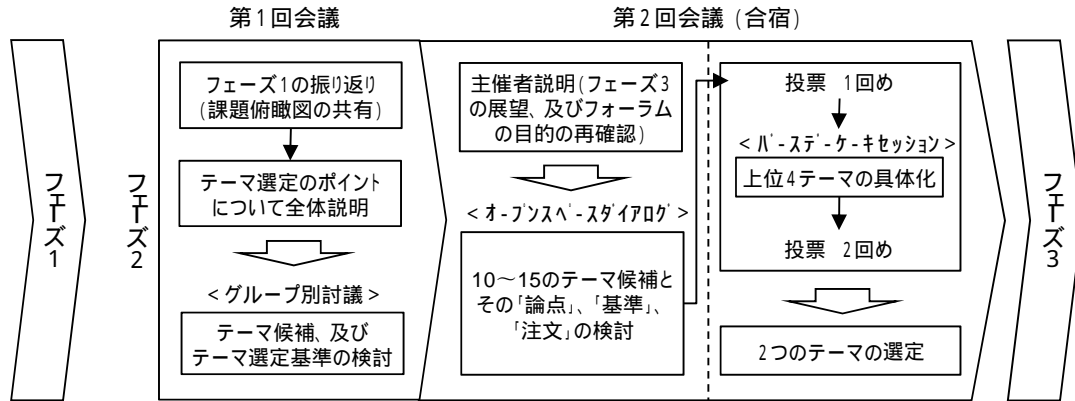 第1回会議
第2回会議(合宿)
フェーズ1
フェーズ2
フェーズ1の振り返り
(課題俯瞰図の共有)
テーマ選定のポイント
について全体説明
<グループ別討議>
テーマ候補、及び
テーマ選定基準の検討
主催者説明(フェーズ3
の展望、及びフォーラム
の目的の再確認)
<オープンスペースダイアログ>
10～15のテーマ候補と
その「論点」、「基準」、
「注文」の検討
投票 1回め
<バースデーケーキセッション>
上位4テーマの具体化
投票 2回め
2つのテーマの選定
フェーズ3